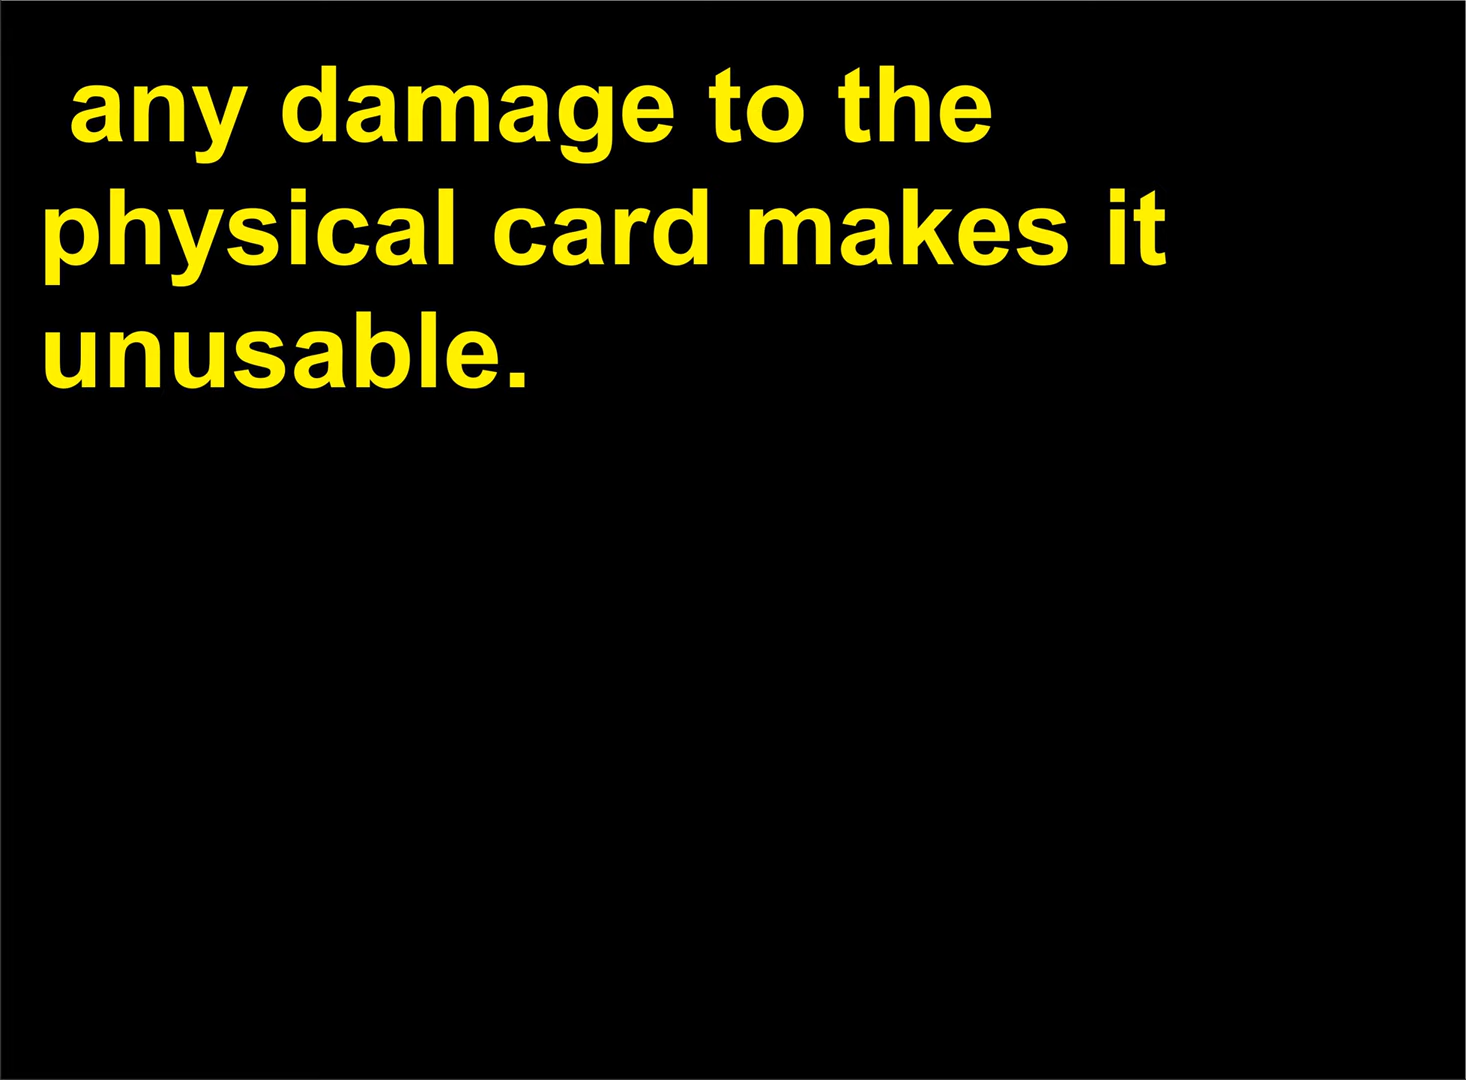 any damage to the
physical card makes it
unusable.